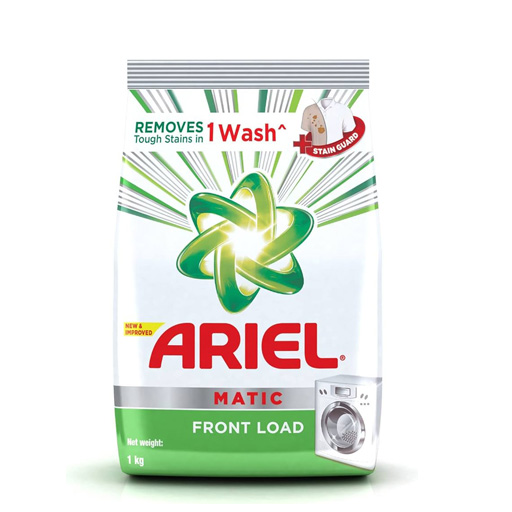 REMOVES
Tough Stains in
1 Wash^
STAIN GUARD
NEW &
IMPROVED
ARIEL®
MATIC
FRONT LOAD
Net weight:
1 kg